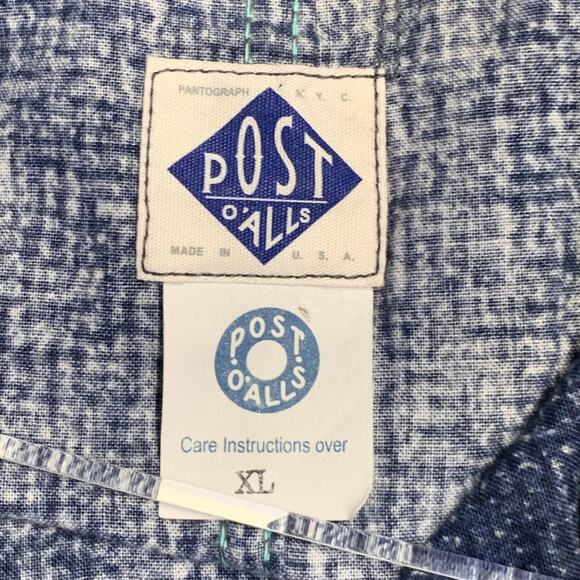 PANTOGRAPH N. Y. C.
POST
O'ALLS
MADE IN U. S. A.
POST
O'ALLS
Care Instructions over
XL